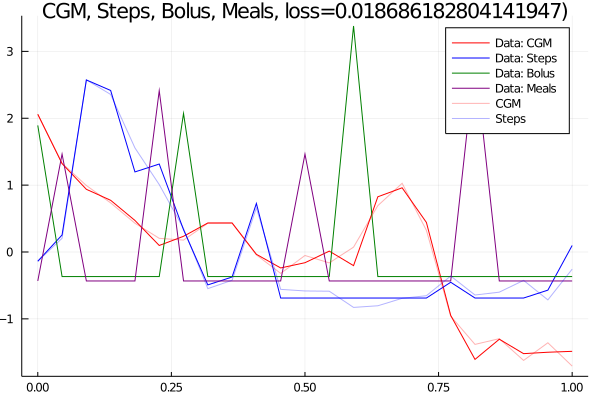 CGM, Steps, Bolus, Meals, loss=0.018686182804141947)
Data: CGM
Data: Steps
Data: Bolus
Data: Meals
CGM
Steps
3
2
1
0
−1
0.00 0.25 0.50 0.75 1.00